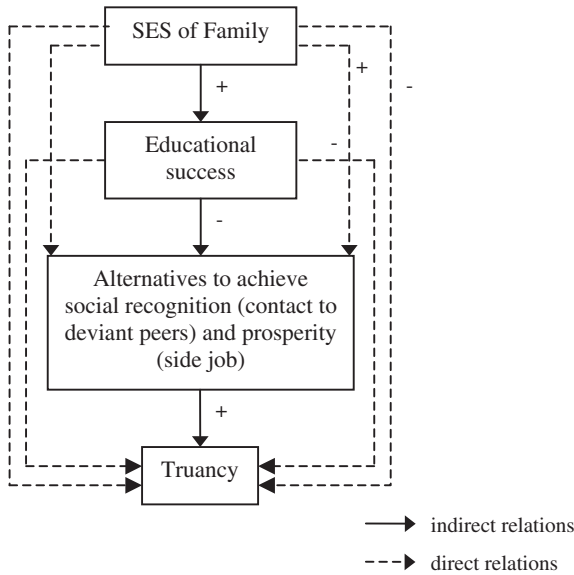 SES of Family
+
-
+
Educational
success
-
-
Alternatives to achieve
social recognition (contact to
deviant peers) and prosperity
(side job)
+
Truancy
indirect relations
direct relations